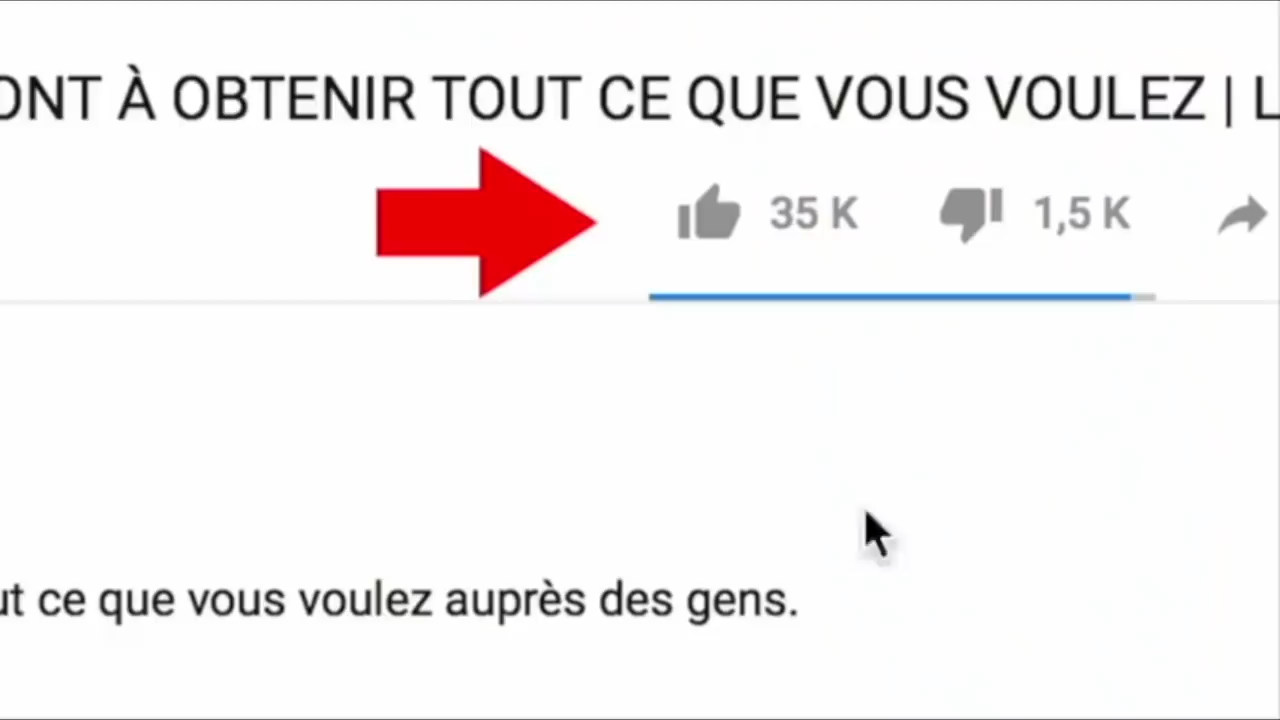 ONT À OBTENIR TOUT CE QUE VOUS VOULEZ | L
35 K 1,5 K
ut ce que vous voulez auprès des gens.